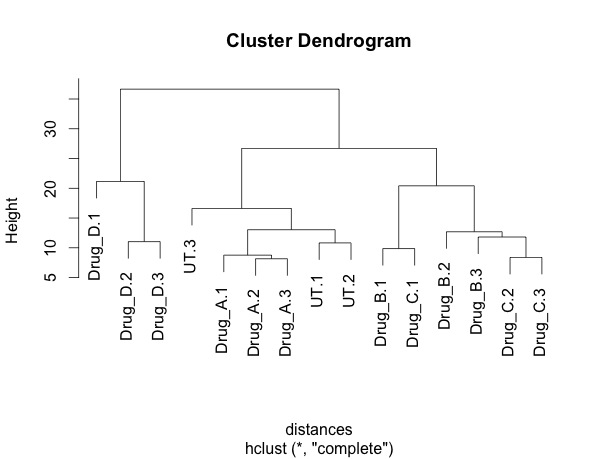 Cluster Dendrogram
Height
30
20
10
5
Drug_D.1
Drug_D.2
Drug_D.3
UT.3
Drug_A.1
Drug_A.2
Drug_A.3
UT.1
UT.2
Drug_B.1
Drug_C.1
Drug_B.2
Drug_B.3
Drug_C.2
Drug_C.3
distances
hclust (*, "complete")